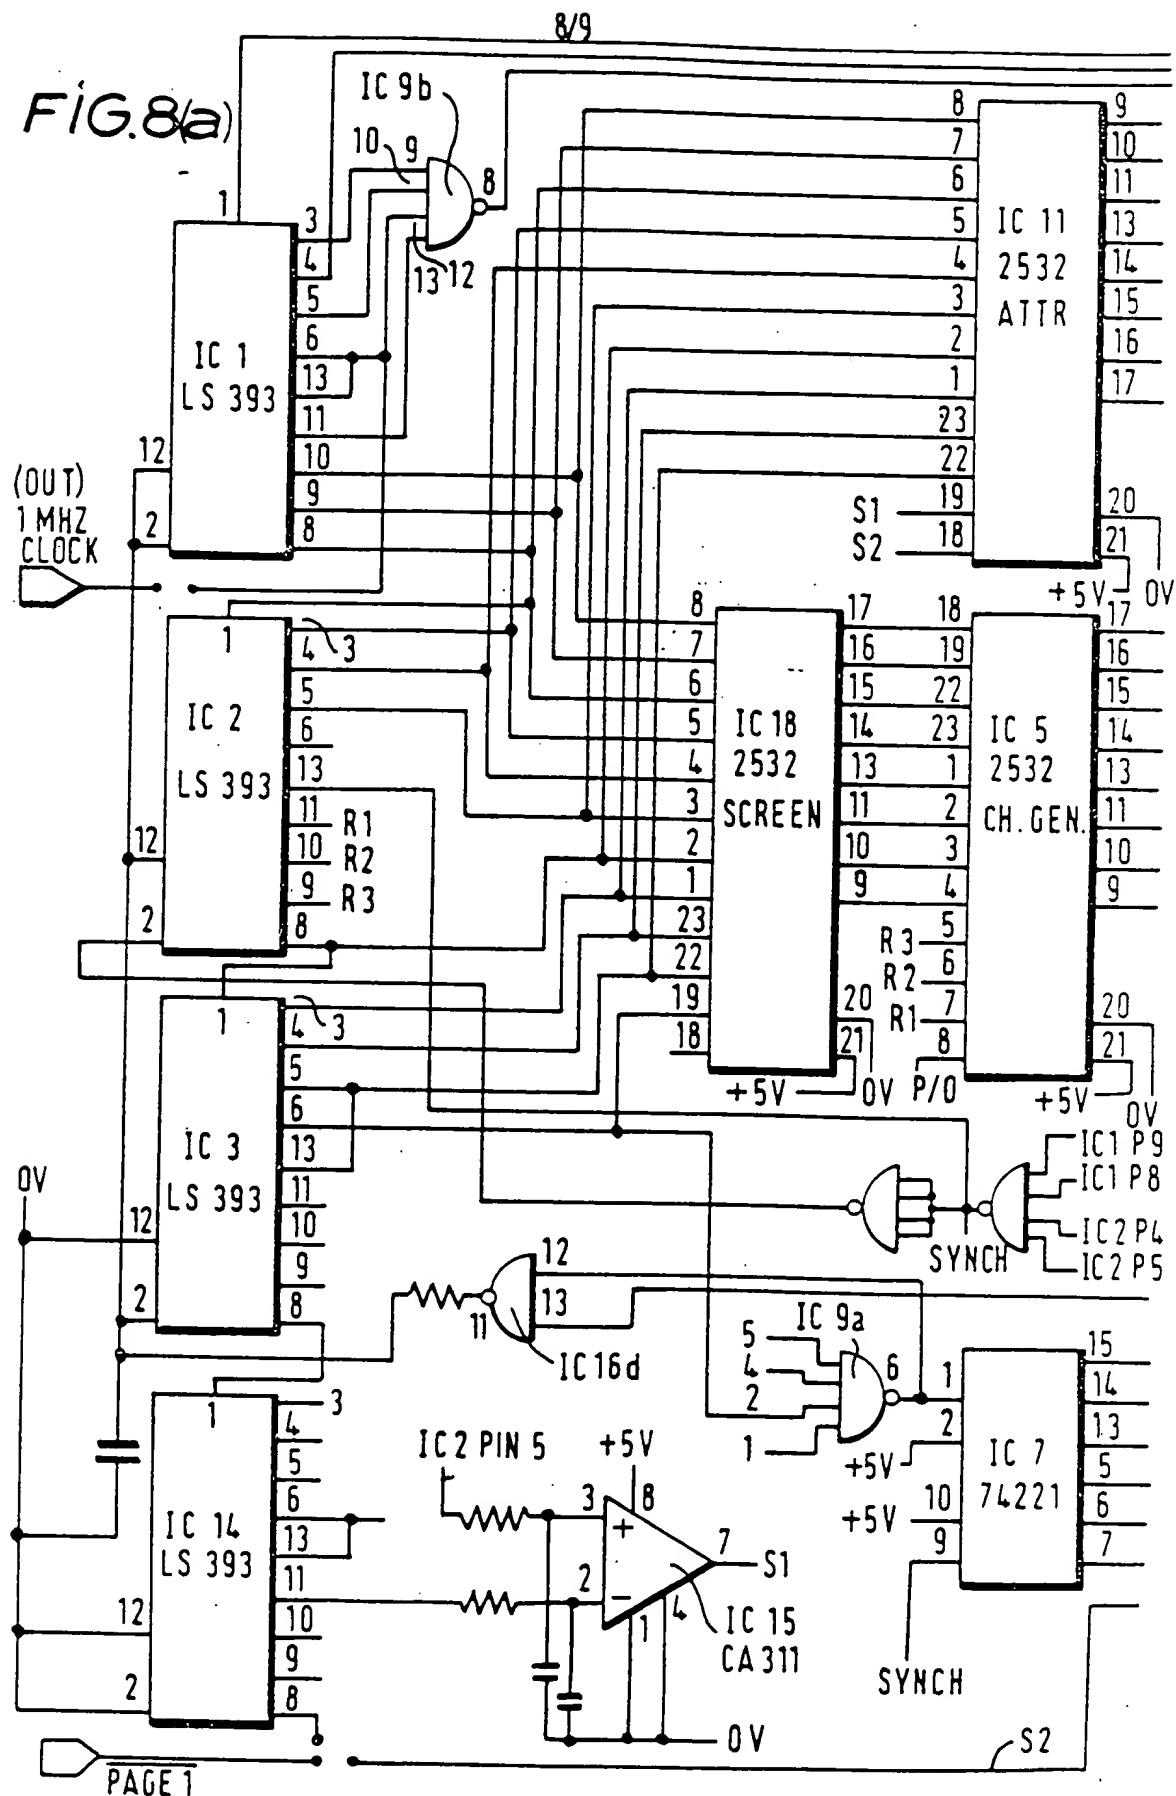 8/9
FIG.8(a)
IC 9b
10 9
8
13 12
1
3
4
5
6
13
11
10
9
8
12
2
IC 1
LS 393
(OUT)
1 MHZ
CLOCK
8
7
6
5
4
3
2
1
23
22
S1 19
S2 18
IC 11
2532
ATTR
9
10
11
13
14
15
16
17
20
21
+5V
0V
1
4 3
5
6
13
11 R1
10 R2
9 R3
8
12
2
IC 2
LS 393
8
7
6
5
4
3
2
1
23
22
19
18
IC 18
2532
SCREEN
17
16
15
14
13
11
10
9
20
21
+5V
0V
18
19
22
23
1
2
3
4
R3 5
R2 6
R1 7
8
P/0
IC 5
2532
CH. GEN.
17
16
15
14
13
11
10
9
20
21
+5V
0V
1
4 3
5
6
13
11
10
9
8
12
2
IC 3
LS 393
0V
IC1 P9
IC1 P8
IC2 P4
IC2 P5
SYNCH
12
13
11
IC 16d
IC 9a
5
4
2
1
6
1
2
+5V
10
+5V
9
IC 7
74221
15
14
13
5
6
7
SYNCH
1
3
4
5
6
13
11
10
9
8
12
2
IC 14
LS 393
IC 2 PIN 5
+5V
3
8
+
2
−
7
S1
1
4
IC 15
CA 311
0V
S2
PAGE 1